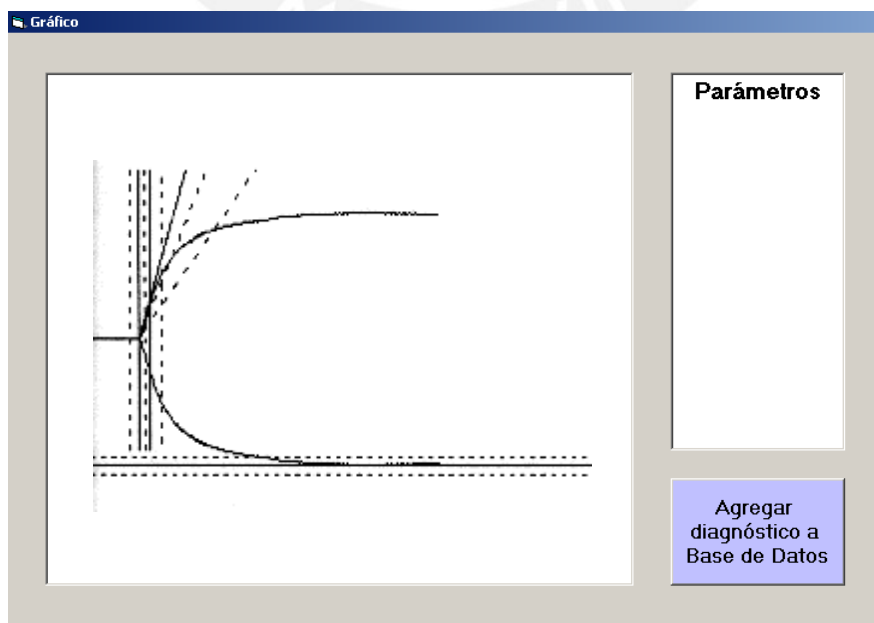 Gráfico
Parámetros
Agregar
diagnóstico a
Base de Datos